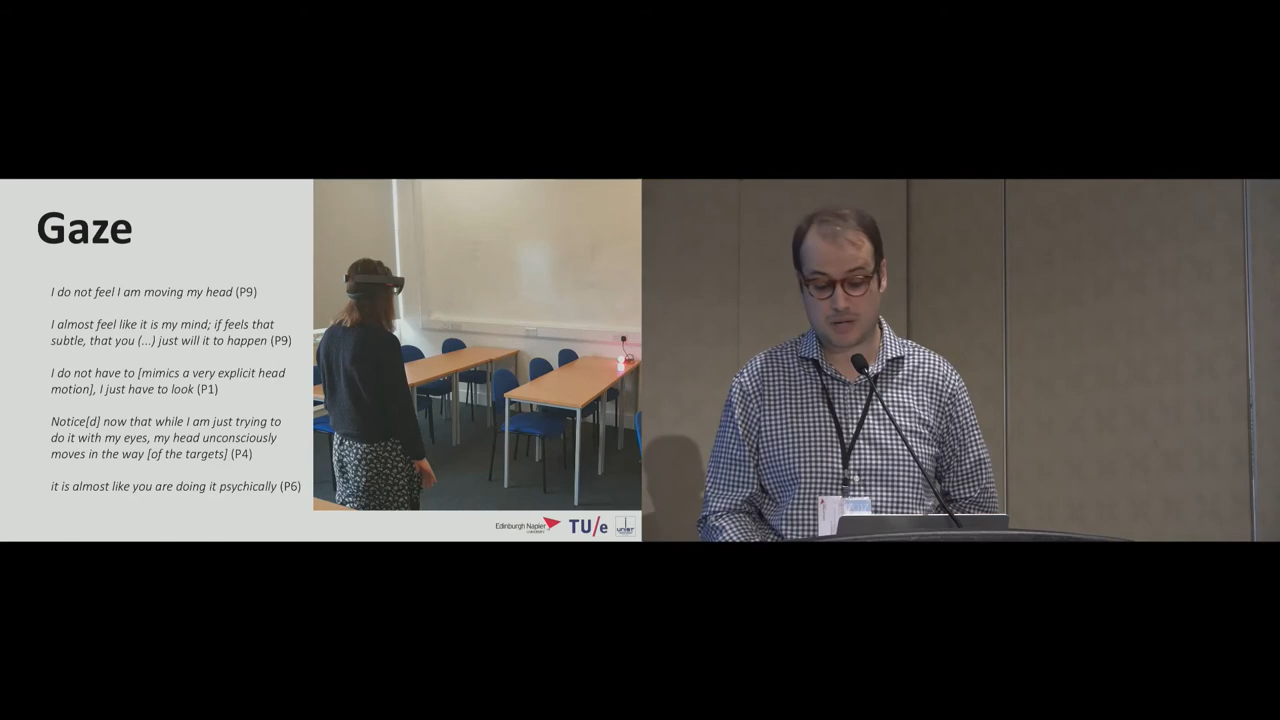 Gaze
I do not feel I am moving my head (P9)
I almost feel like it is my mind; if feels that
subtle, that you (...) just will it to happen (P9)
I do not have to [mimics a very explicit head
motion], I just have to look (P1)
Notice[d] now that while I am just trying to
do it with my eyes, my head unconsciously
moves in the way [of the targets] (P4)
it is almost like you are doing it psychically (P6)
Edinburgh Napier
UNIVERSITY
TU/e
UNIST